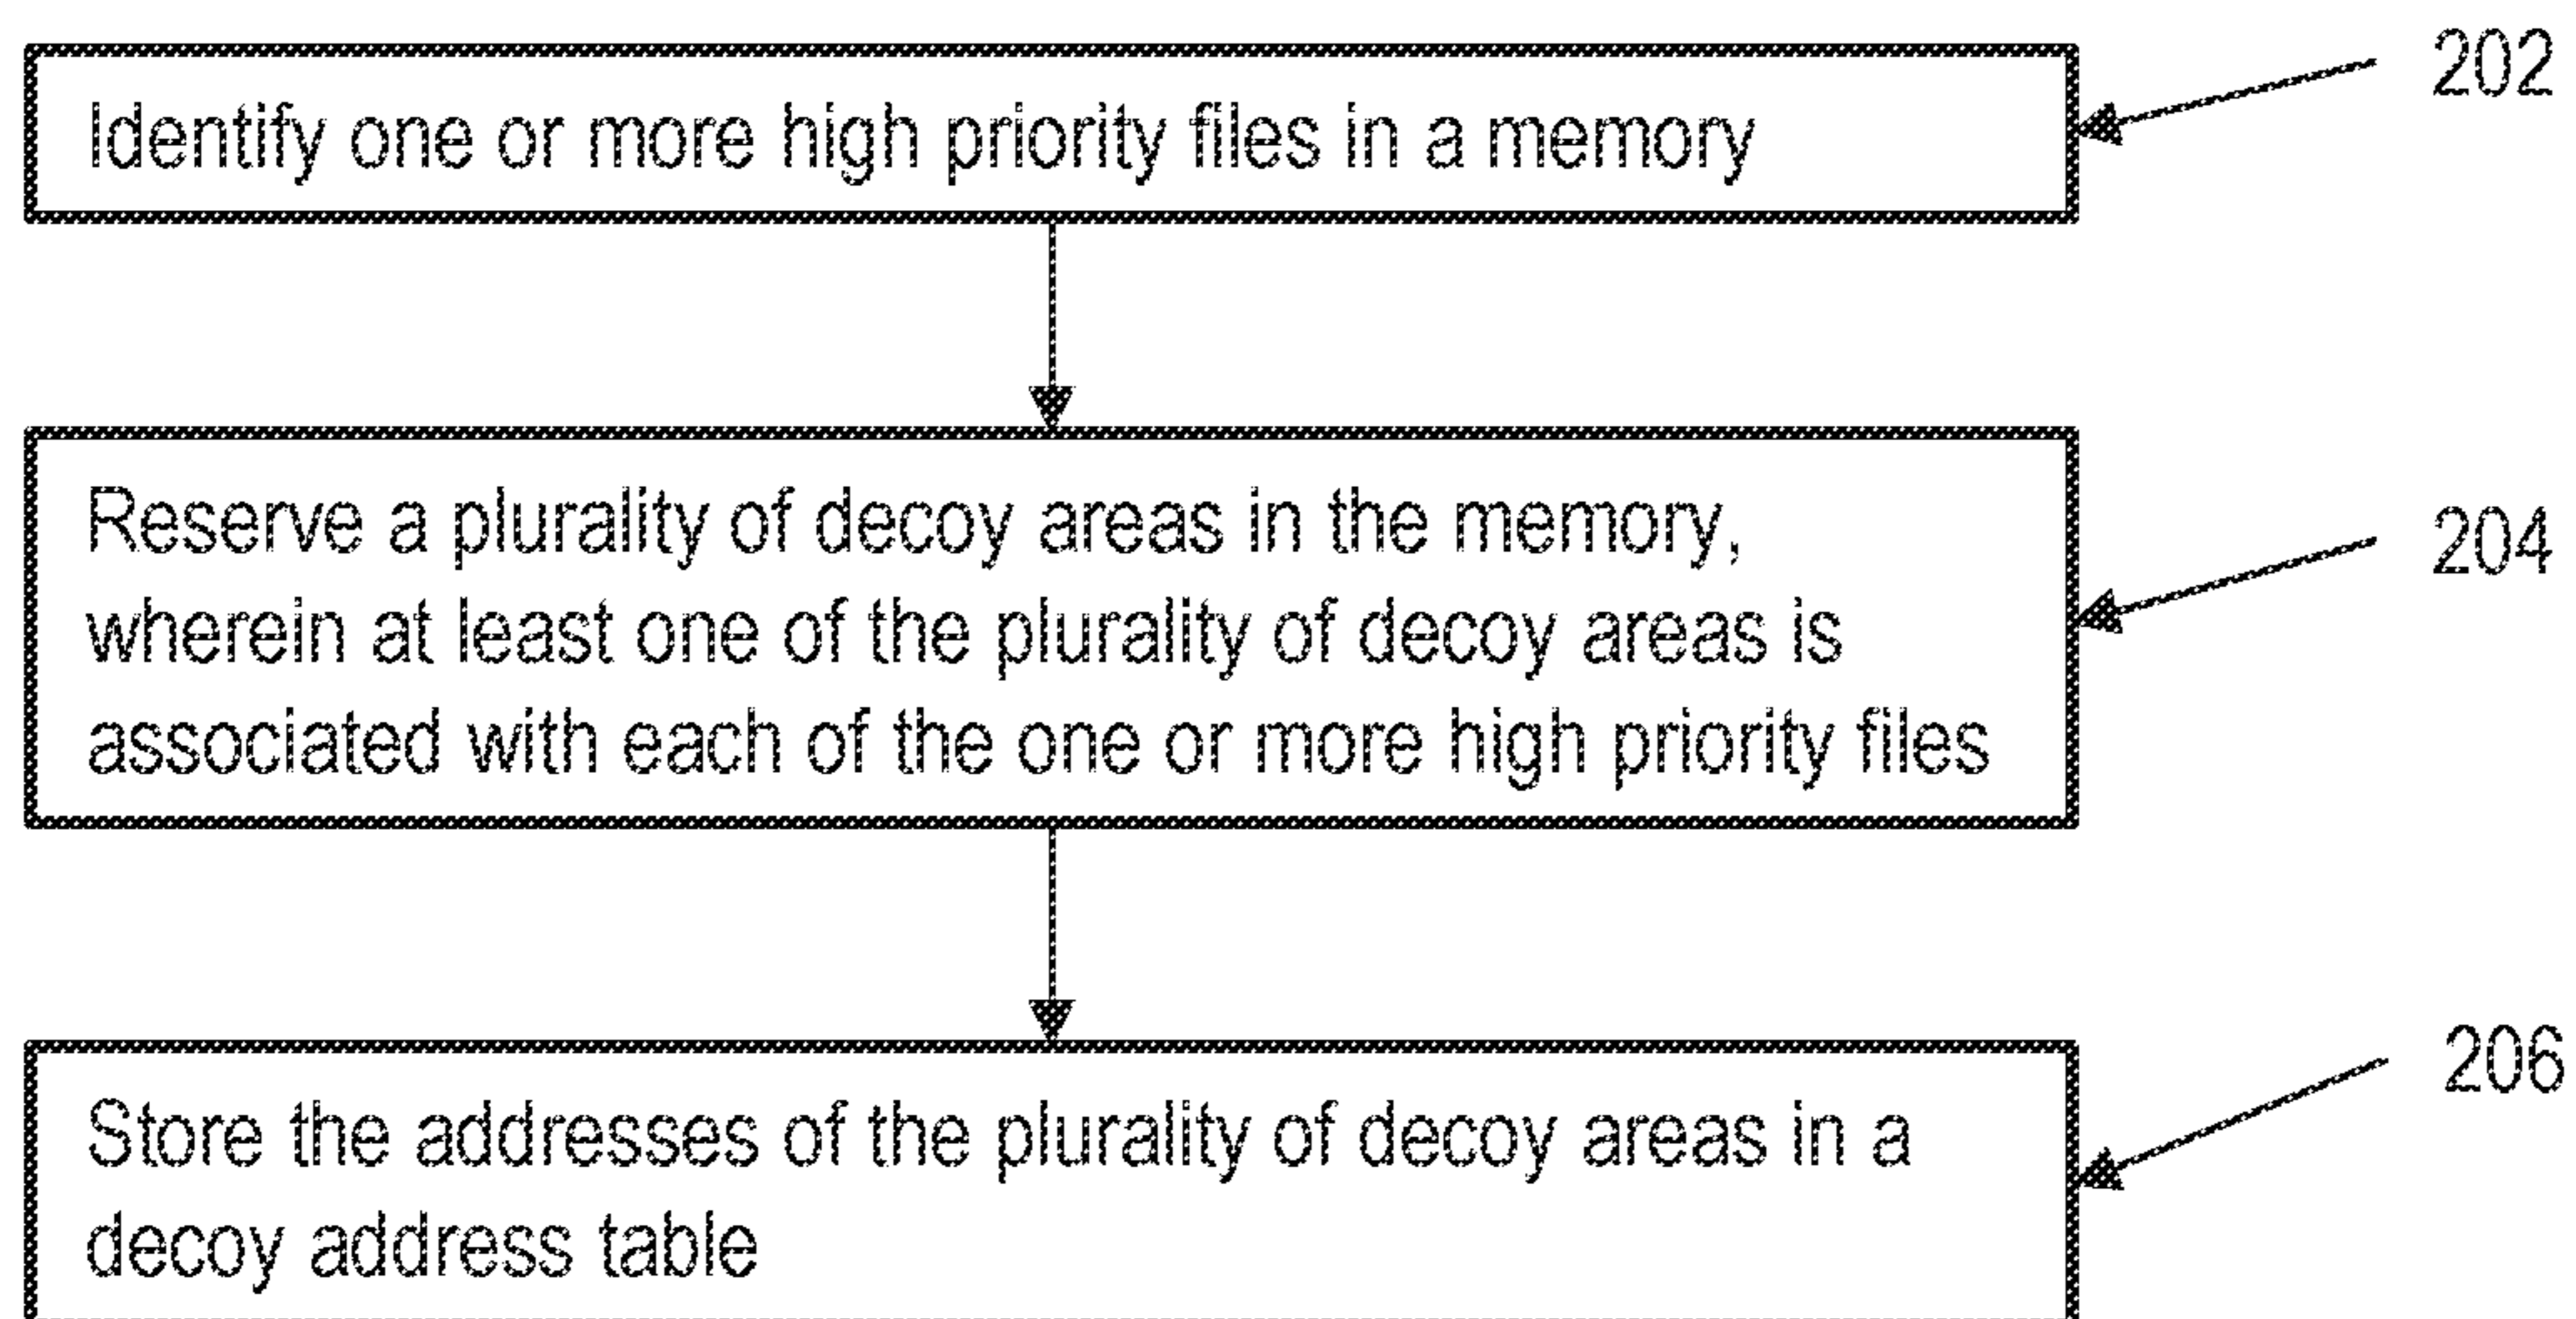 202
Identify one or more high priority files in a memory
204
Reserve a plurality of decoy areas in the memory,
wherein at least one of the plurality of decoy areas is
associated with each of the one or more high priority files
206
Store the addresses of the plurality of decoy areas in a
decoy address table